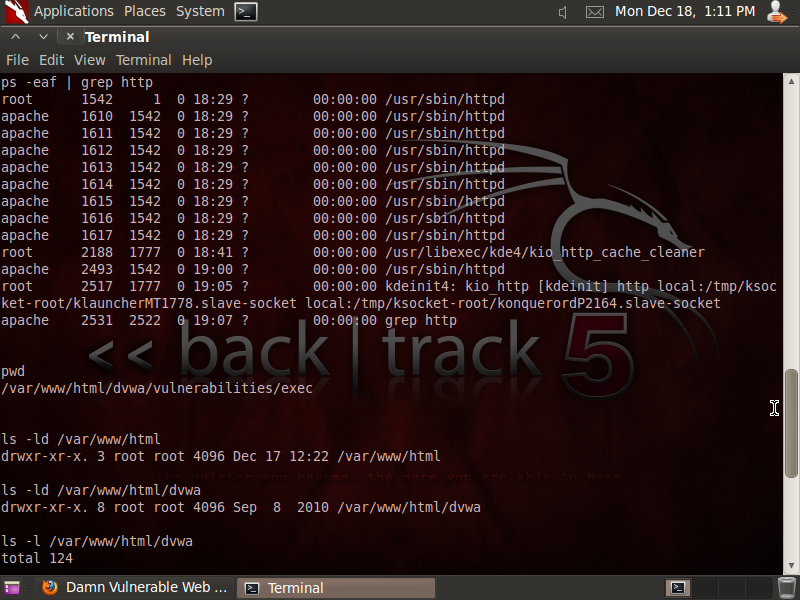 Applications Places System Mon Dec 18, 1:11 PM
Terminal
File Edit View Terminal Help
ps -eaf | grep http
root      1542     1  0 18:29 ?        00:00:00 /usr/sbin/httpd
apache    1610  1542  0 18:29 ?        00:00:00 /usr/sbin/httpd
apache    1611  1542  0 18:29 ?        00:00:00 /usr/sbin/httpd
apache    1612  1542  0 18:29 ?        00:00:00 /usr/sbin/httpd
apache    1613  1542  0 18:29 ?        00:00:00 /usr/sbin/httpd
apache    1614  1542  0 18:29 ?        00:00:00 /usr/sbin/httpd
apache    1615  1542  0 18:29 ?        00:00:00 /usr/sbin/httpd
apache    1616  1542  0 18:29 ?        00:00:00 /usr/sbin/httpd
apache    1617  1542  0 18:29 ?        00:00:00 /usr/sbin/httpd
root      2188  1777  0 18:41 ?        00:00:00 /usr/libexec/kde4/kio_http_cache_cleaner
apache    2493  1542  0 19:00 ?        00:00:00 /usr/sbin/httpd
root      2517  1777  0 19:05 ?        00:00:00 kdeinit4: kio_http [kdeinit] http local:/tmp/ksoc
ket-root/klauncherMT1778.slave-socket local:/tmp/ksocket-root/konquerordP2164.slave-socket
apache    2531  2522  0 19:07 ?        00:00:00 grep http
<< back | track 5
pwd
/var/www/html/dvwa/vulnerabilities/exec
ls -ld /var/www/html
drwxr-xr-x. 3 root root 4096 Dec 17 12:22 /var/www/html
ls -ld /var/www/html/dvwa
drwxr-xr-x. 8 root root 4096 Sep  8  2010 /var/www/html/dvwa
ls -l /var/www/html/dvwa
total 124
Damn Vulnerable Web ... Terminal